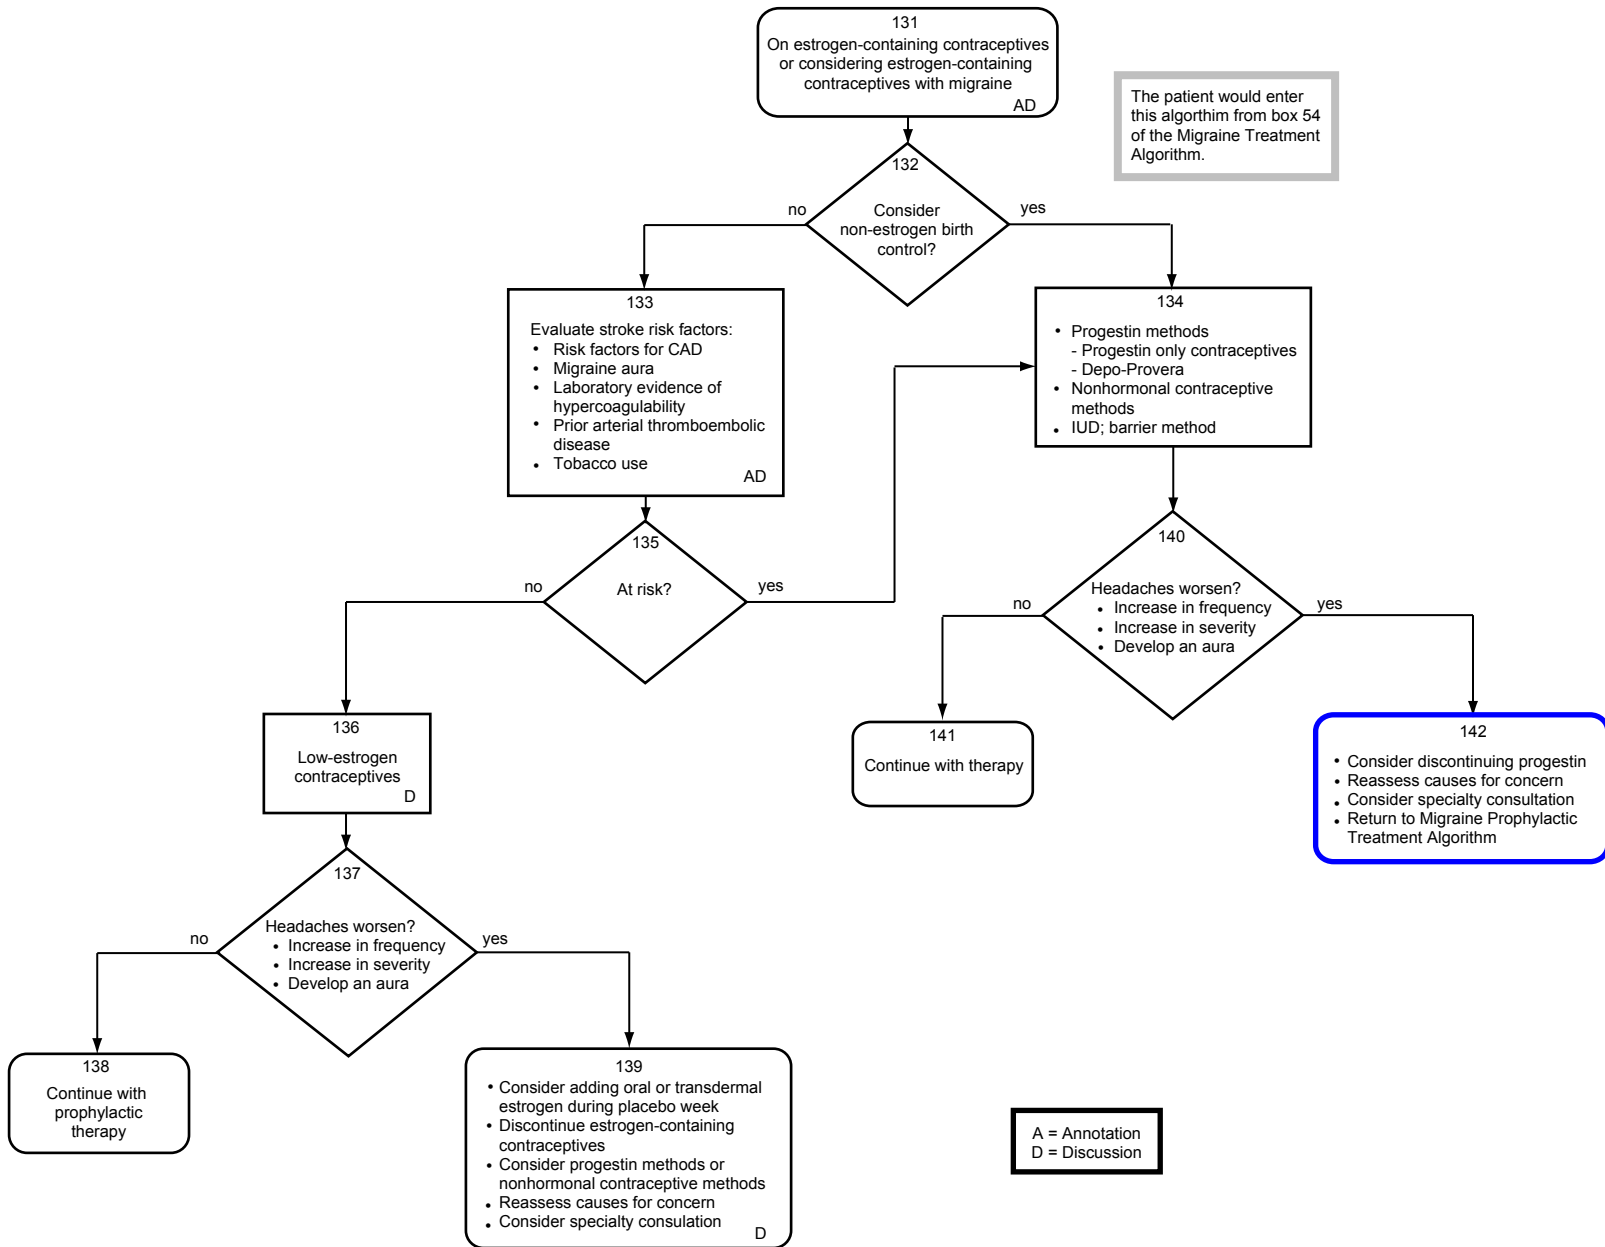 131
On estrogen-containing contraceptives
or considering estrogen-containing
contraceptives with migraine
AD
The patient would enter
this algorthim from box 54
of the Migraine Treatment
Algorithm.
132
Consider
non-estrogen birth
control?
no
yes
133
Evaluate stroke risk factors:
• Risk factors for CAD
• Migraine aura
• Laboratory evidence of
hypercoagulability
• Prior arterial thromboembolic
disease
• Tobacco use
AD
134
• Progestin methods
- Progestin only contraceptives
- Depo-Provera
• Nonhormonal contraceptive
methods
• IUD; barrier method
135
At risk?
no
yes
140
Headaches worsen?
• Increase in frequency
• Increase in severity
• Develop an aura
no
yes
136
Low-estrogen
contraceptives
D
141
Continue with therapy
142
• Consider discontinuing progestin
• Reassess causes for concern
• Consider specialty consultation
• Return to Migraine Prophylactic
Treatment Algorithm
137
Headaches worsen?
• Increase in frequency
• Increase in severity
• Develop an aura
no
yes
138
Continue with
prophylactic
therapy
139
• Consider adding oral or transdermal
estrogen during placebo week
• Discontinue estrogen-containing
contraceptives
• Consider progestin methods or
nonhormonal contraceptive methods
• Reassess causes for concern
• Consider specialty consulation
D
A = Annotation
D = Discussion